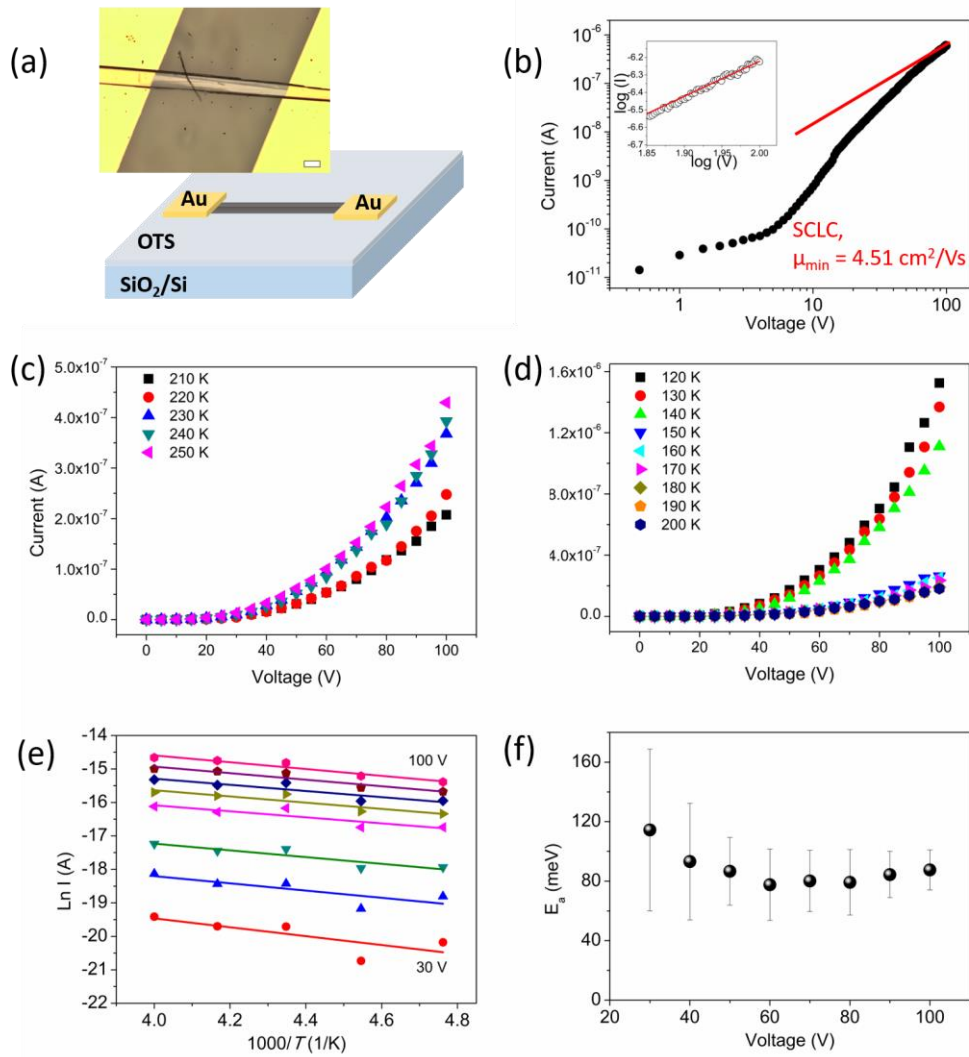 (a)
Au
Au
OTS
SiO₂/Si
(b)
10⁻⁶
10⁻⁷
10⁻⁸
10⁻⁹
10⁻¹⁰
10⁻¹¹
Current (A)
1
10
100
Voltage (V)
-6.1
-6.2
-6.3
-6.4
-6.5
-6.6
-6.7
log (I)
1.85
1.90
1.95
2.00
log (V)
SCLC,
μmin = 4.51 cm²/Vs
(c)
5.0x10⁻⁷
4.0x10⁻⁷
3.0x10⁻⁷
2.0x10⁻⁷
1.0x10⁻⁷
0.0
Current (A)
210 K
220 K
230 K
240 K
250 K
0 20 40 60 80 100
Voltage (V)
(d)
1.6x10⁻⁶
1.2x10⁻⁶
8.0x10⁻⁷
4.0x10⁻⁷
0.0
Current (A)
120 K
130 K
140 K
150 K
160 K
170 K
180 K
190 K
200 K
0 20 40 60 80 100
Voltage (V)
(e)
-14
-15
-16
-17
-18
-19
-20
-21
-22
Ln I (A)
100 V
30 V
4.0 4.2 4.4 4.6 4.8
1000/T (1/K)
(f)
160
120
80
40
0
Eₐ (meV)
20 40 60 80 100
Voltage (V)